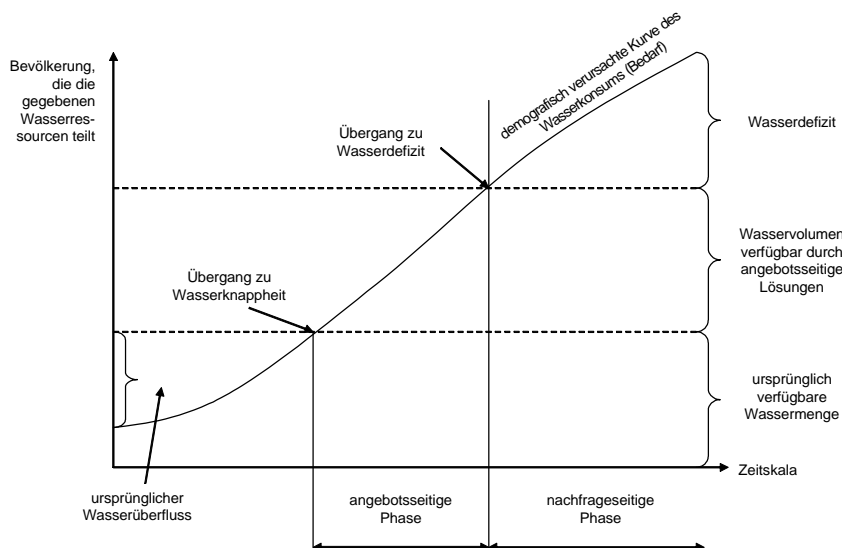 Bevölkerung,
die die
gegebenen
Wasserres-
sourcen teilt
demografisch verursachte Kurve des
Wasserkonsums (Bedarf)
Übergang zu
Wasserdefizit
Wasserdefizit
Übergang zu
Wasserknappheit
Wasservolumen
verfügbar durch
angebotsseitige
Lösungen
ursprünglich
verfügbare
Wassermenge
Zeitskala
ursprünglicher
Wasserüberfluss
angebotsseitige
Phase
nachfrageseitige
Phase